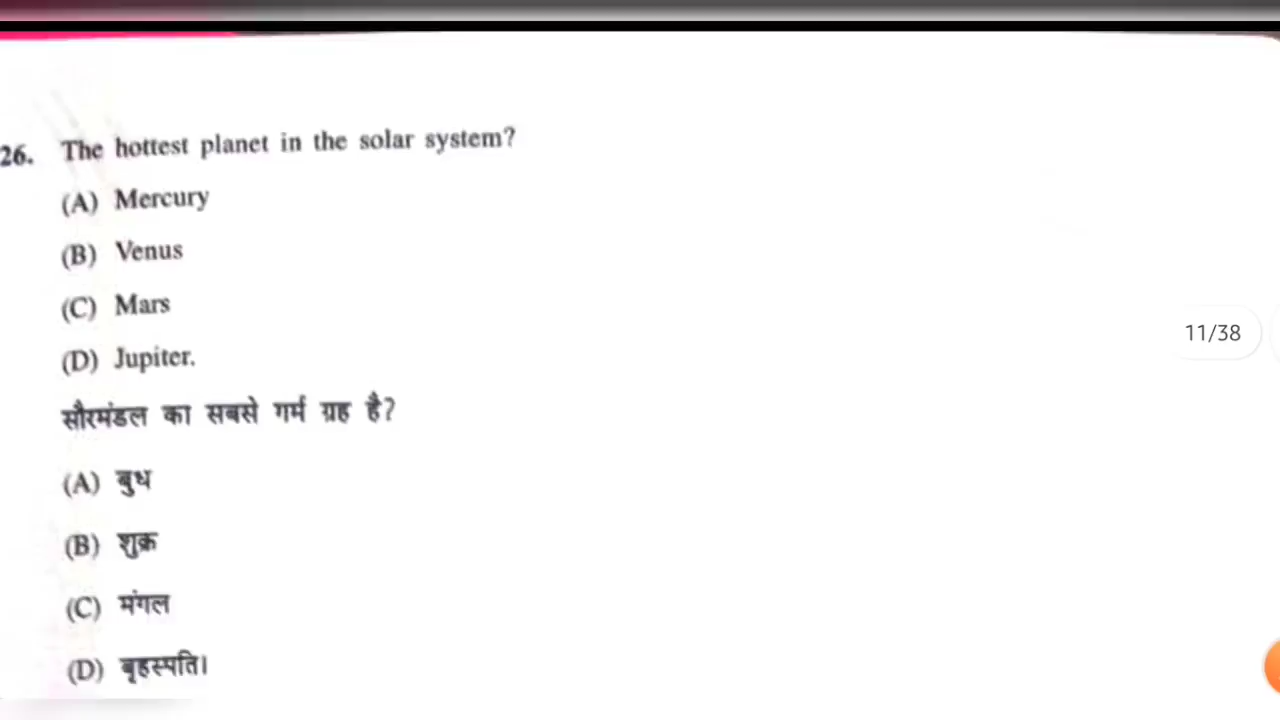 26. The hottest planet in the solar system?
(A) Mercury
(B) Venus
(C) Mars
(D) Jupiter.
सौरमंडल का सबसे गर्म ग्रह है?
(A) बुध
(B) शुक्र
(C) मंगल
(D) बृहस्पति।
11/38